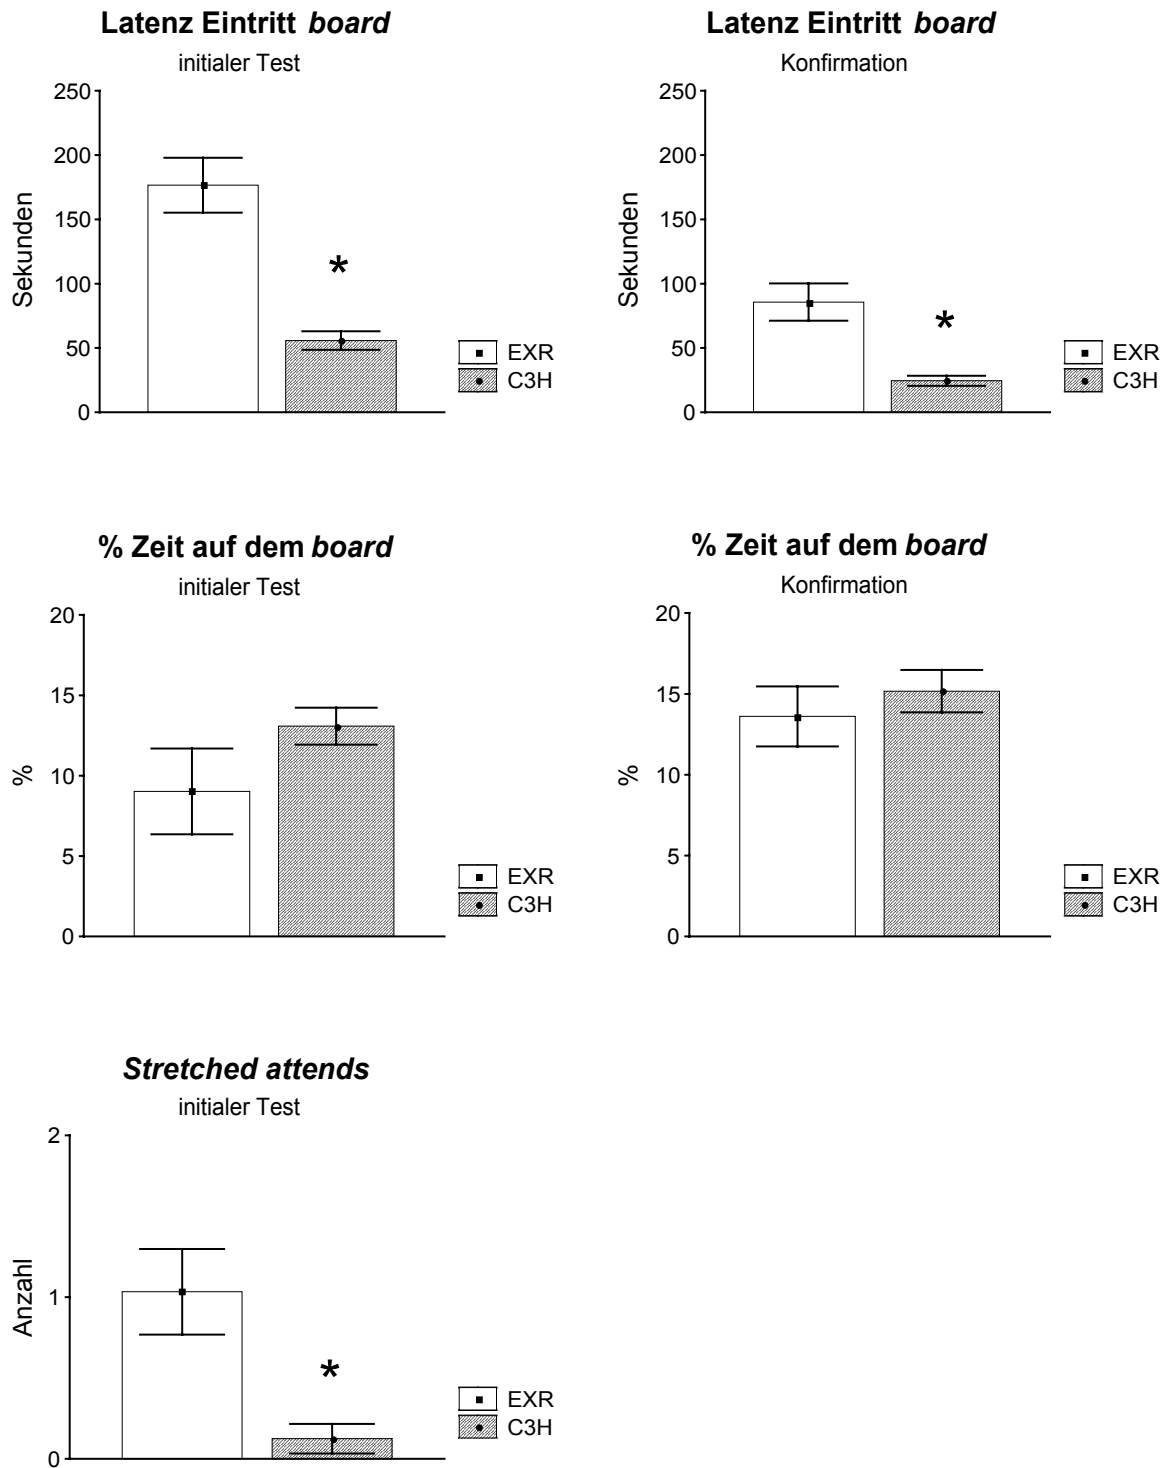 Latenz Eintritt board
initialer Test
250
200
150
100
50
0
Sekunden
*
EXR
C3H
Latenz Eintritt board
Konfirmation
250
200
150
100
50
0
Sekunden
*
EXR
C3H
% Zeit auf dem board
initialer Test
20
15
10
5
0
%
EXR
C3H
% Zeit auf dem board
Konfirmation
20
15
10
5
0
%
EXR
C3H
Stretched attends
initialer Test
2
1
0
Anzahl
*
EXR
C3H